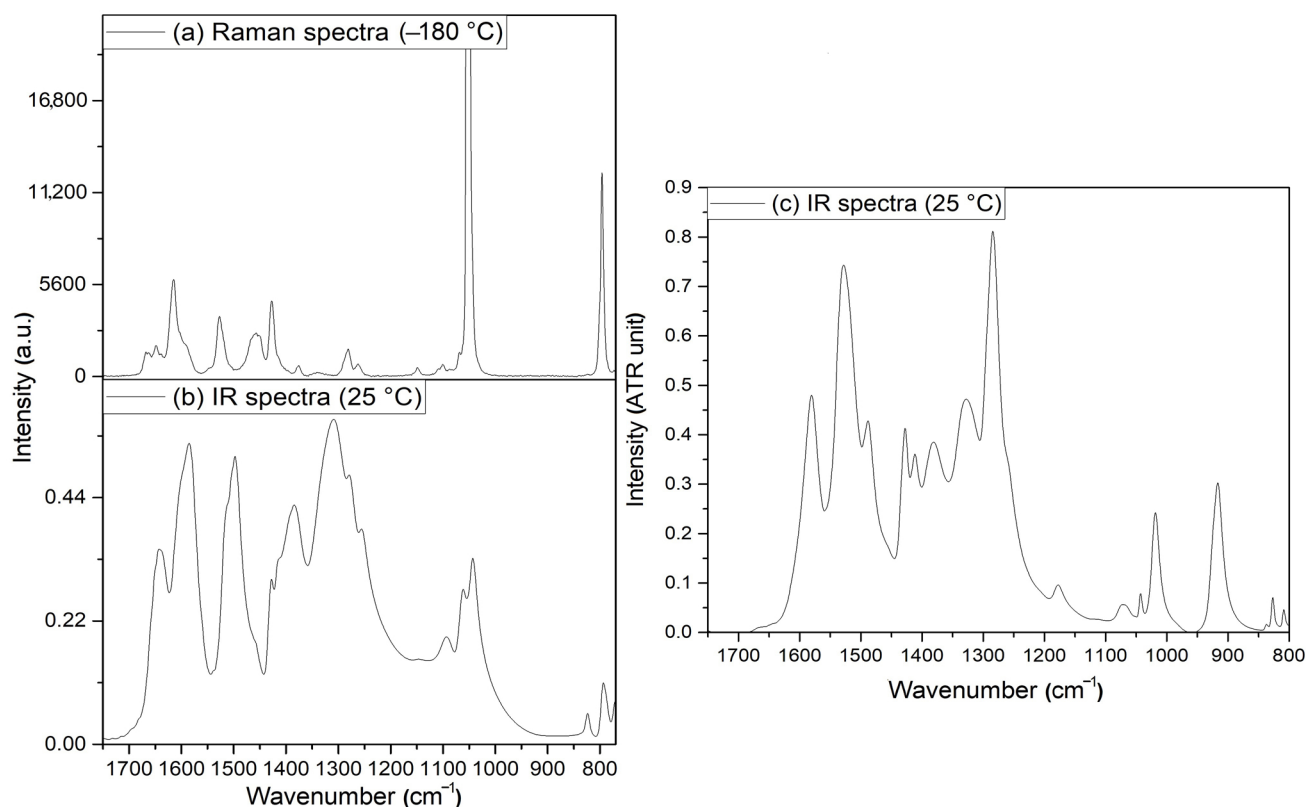 (a) Raman spectra (–180 °C)
16,800
11,200
5600
0
Intensity (a.u.)
(b) IR spectra (25 °C)
0.44
0.22
0.00
1700 1600 1500 1400 1300 1200 1100 1000 900 800
Wavenumber (cm⁻¹)
(c) IR spectra (25 °C)
0.9
0.8
0.7
0.6
0.5
0.4
0.3
0.2
0.1
0.0
Intensity (ATR unit)
1700 1600 1500 1400 1300 1200 1100 1000 900 800
Wavenumber (cm⁻¹)